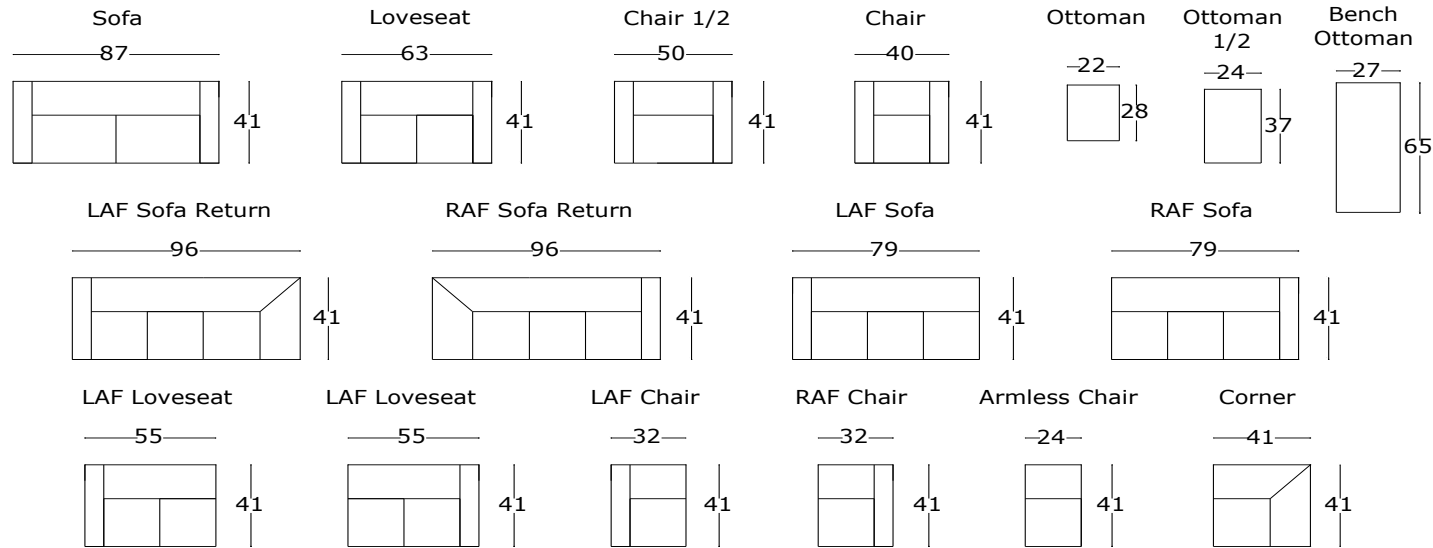 Sofa
Loveseat
Chair 1/2
Chair
Ottoman
Ottoman
1/2
Bench
Ottoman
87
63
50
40
22
24
27
41
41
41
41
28
37
65
LAF Sofa Return
RAF Sofa Return
LAF Sofa
RAF Sofa
96
96
79
79
41
41
41
41
LAF Loveseat
LAF Loveseat
LAF Chair
RAF Chair
Armless Chair
Corner
55
55
32
32
24
41
41
41
41
41
41
41